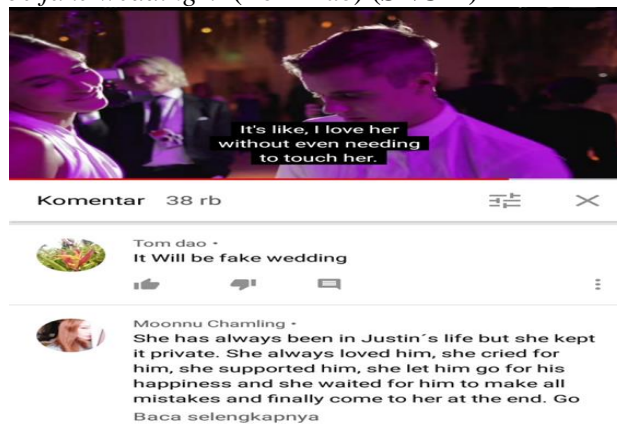 It's like, I love her
without even needing
to touch her.
Komentar 38 rb
Tom dao •
It Will be fake wedding
Moonnu Chamling •
She has always been in Justin´s life but she kept
it private. She always loved him, she cried for
him, she supported him, she let him go for his
happiness and she waited for him to make all
mistakes and finally come to her at the end. Go
Baca selengkapnya